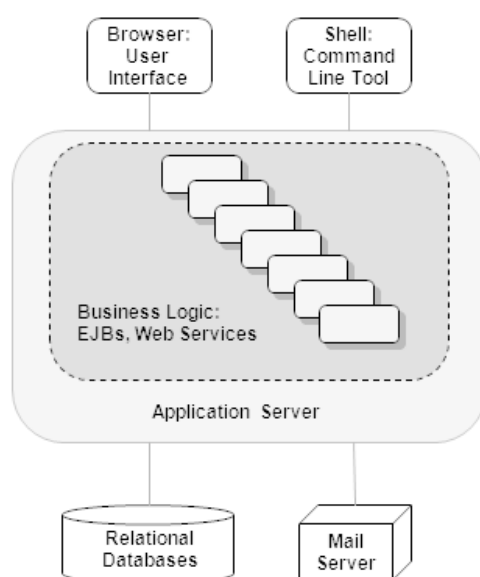 Browser:
User
Interface
Shell:
Command
Line Tool
Business Logic:
EJBs, Web Services
Application Server
Relational
Databases
Mail
Server